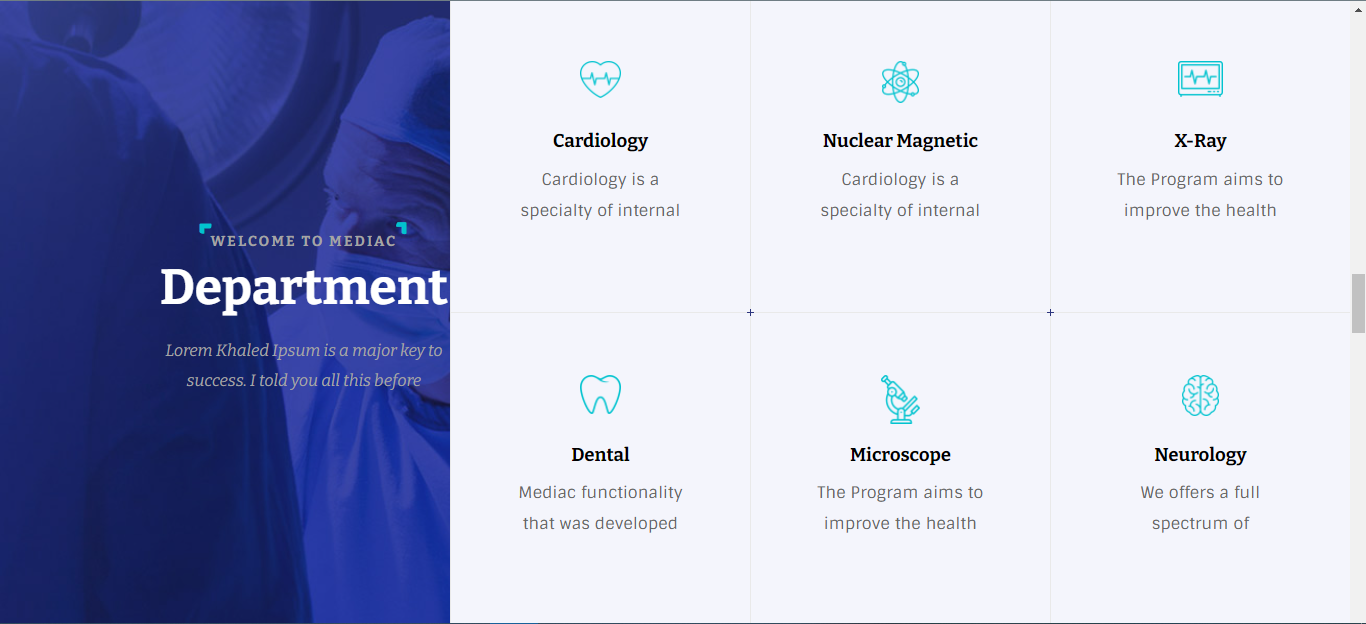 WELCOME TO MEDIAC
Department
Lorem Khaled Ipsum is a major key to
success. I told you all this before
Cardiology
Cardiology is a
specialty of internal
Nuclear Magnetic
Cardiology is a
specialty of internal
X-Ray
The Program aims to
improve the health
Dental
Mediac functionality
that was developed
Microscope
The Program aims to
improve the health
Neurology
We offers a full
spectrum of